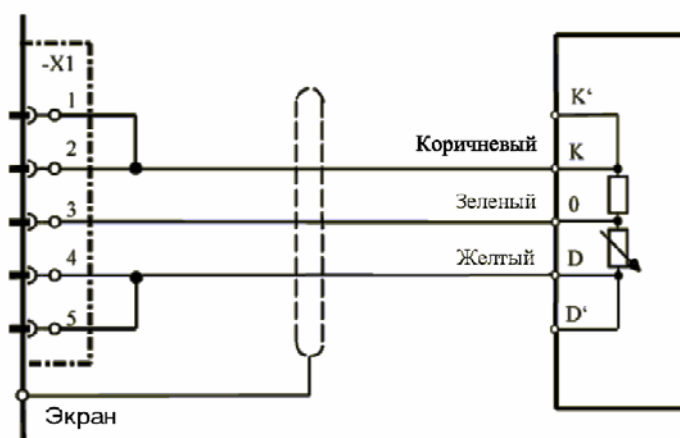 -X1
1
K‘
2
Коричневый
K
3
Зеленый
0
4
Желтый
D
5
D‘
Экран